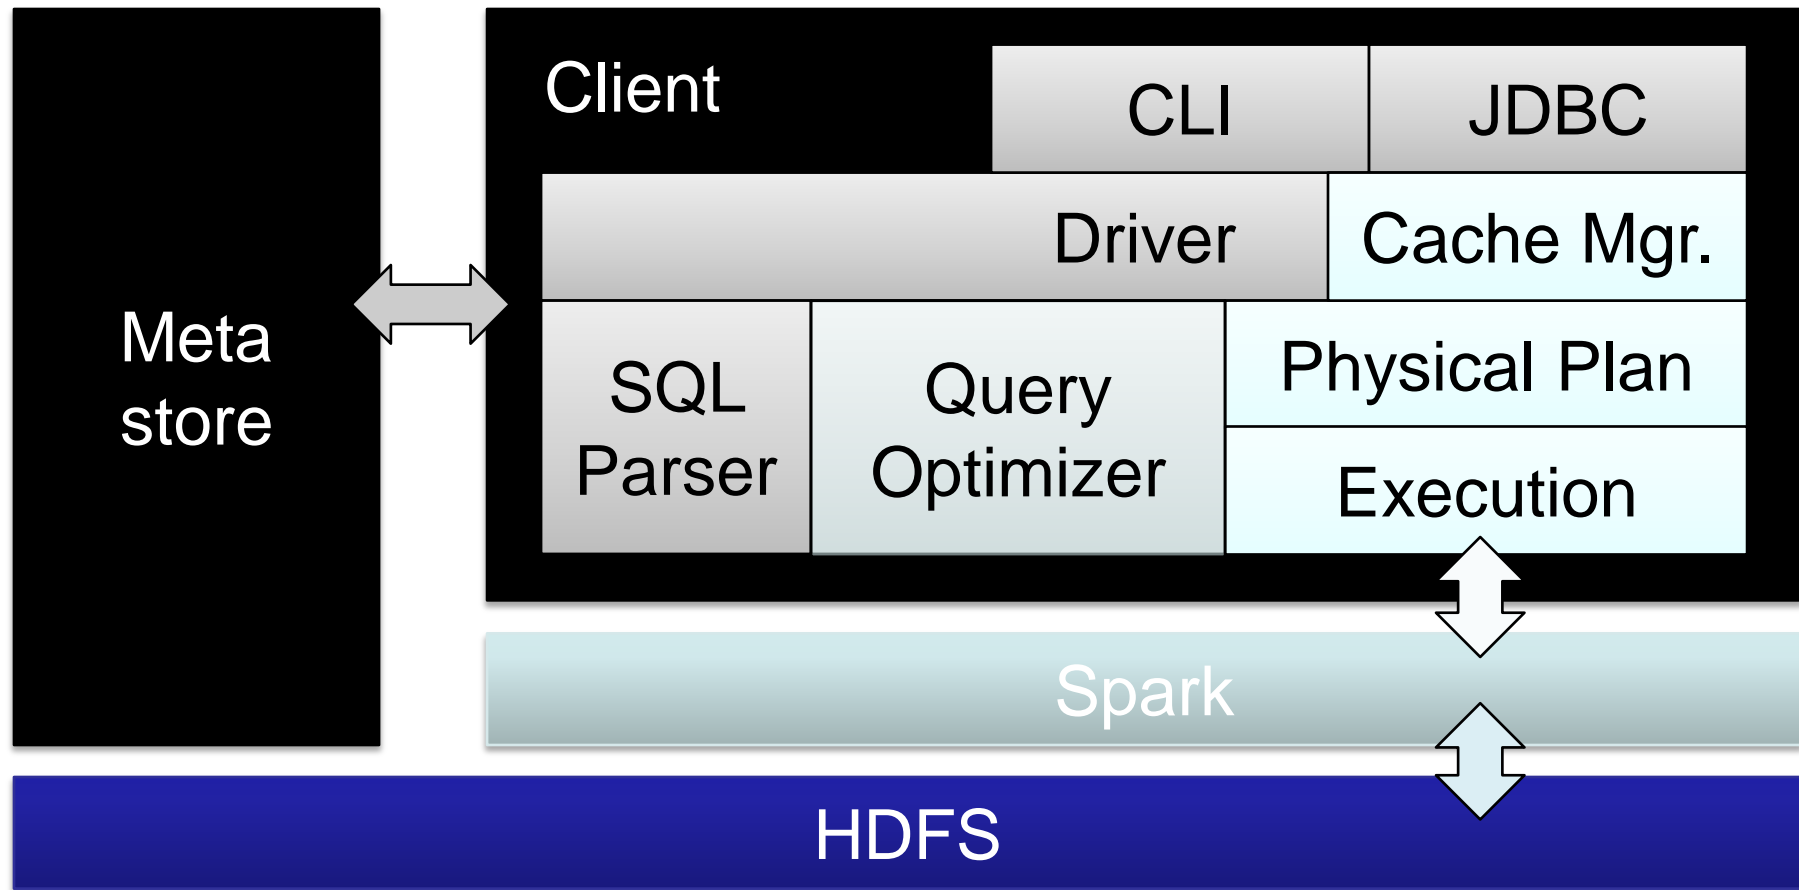 Client
CLI
JDBC
Driver
Cache Mgr.
Meta
store
SQL
Parser
Query
Optimizer
Physical Plan
Execution
Spark
HDFS